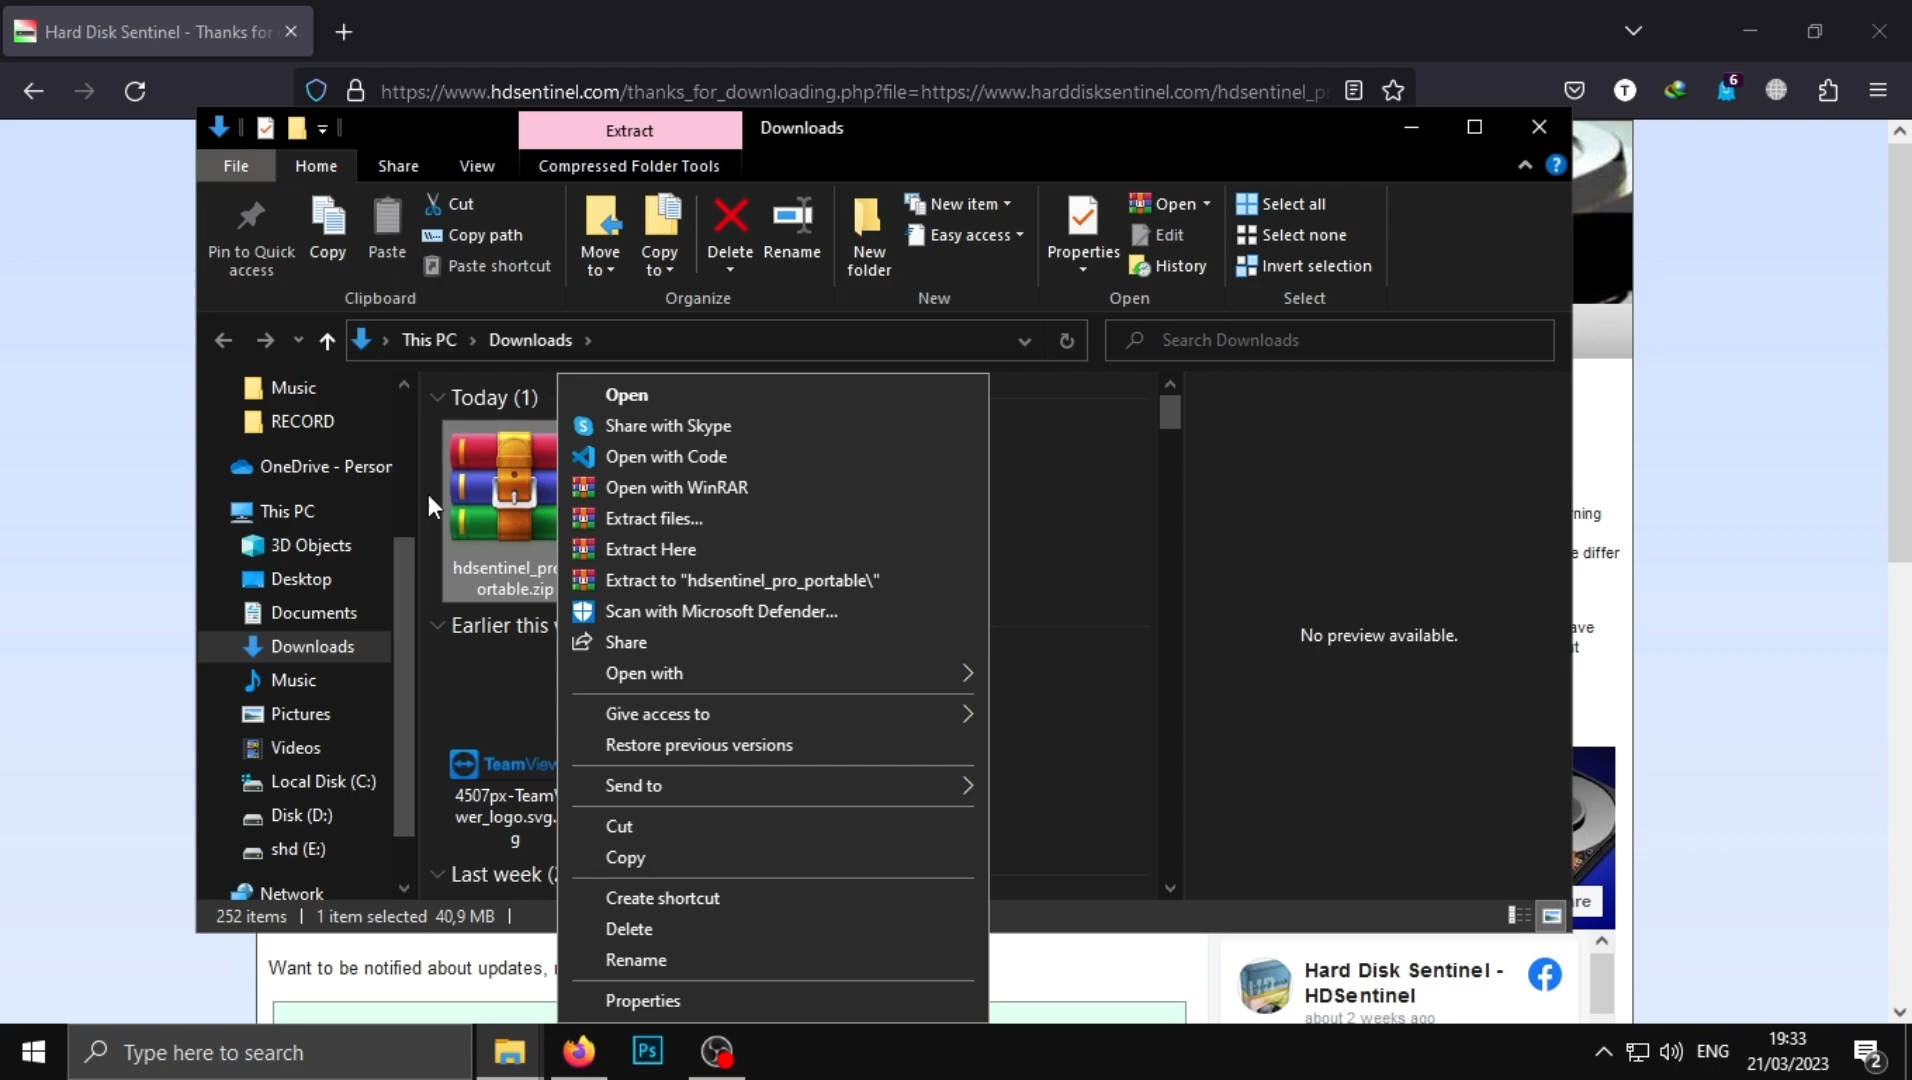 Hard Disk Sentinel - Thanks for
6
https://www.hdsentinel.com/thanks_for_downloading.php?file=https://www.harddisksentinel.com/hdsentinel_pr
Extract
Downloads
File
Home
Share
View
Compressed Folder Tools
Pin to Quick
access
Copy
Paste
Cut
Copy path
Paste shortcut
Clipboard
Move
to
Copy
to
Delete
Rename
Organize
New
folder
New item
Easy access
New
Properties
Open
Edit
History
Open
Select all
Select none
Invert selection
Select
This PC
Downloads
Search Downloads
Music
RECORD
OneDrive - Person
This PC
3D Objects
Desktop
Documents
Downloads
Music
Pictures
Videos
Local Disk (C:)
Disk (D:)
shd (E:)
Network
Today (1)
hdsentinel_pro
ortable.zip
Earlier this
TeamView
4507px-Team
wer_logo.svg.
g
Last week (
Open
Share with Skype
Open with Code
Open with WinRAR
Extract files...
Extract Here
Extract to "hdsentinel_pro_portable\"
Scan with Microsoft Defender...
Share
Open with
Give access to
Restore previous versions
Send to
Cut
Copy
Create shortcut
Delete
Rename
Properties
No preview available.
ning
e differ
ave
t
re
252 items
1 item selected 40,9 MB
Want to be notified about updates,
Hard Disk Sentinel -
HDSentinel
about 2 weeks ago
Type here to search
Ps
ENG
19:33
21/03/2023
2